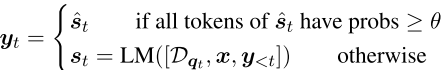 y_t = { ŝ_t if all tokens of ŝ_t have probs ≥ θ
s_t = LM([D_{q_t}, x, y_{<t}]) otherwise